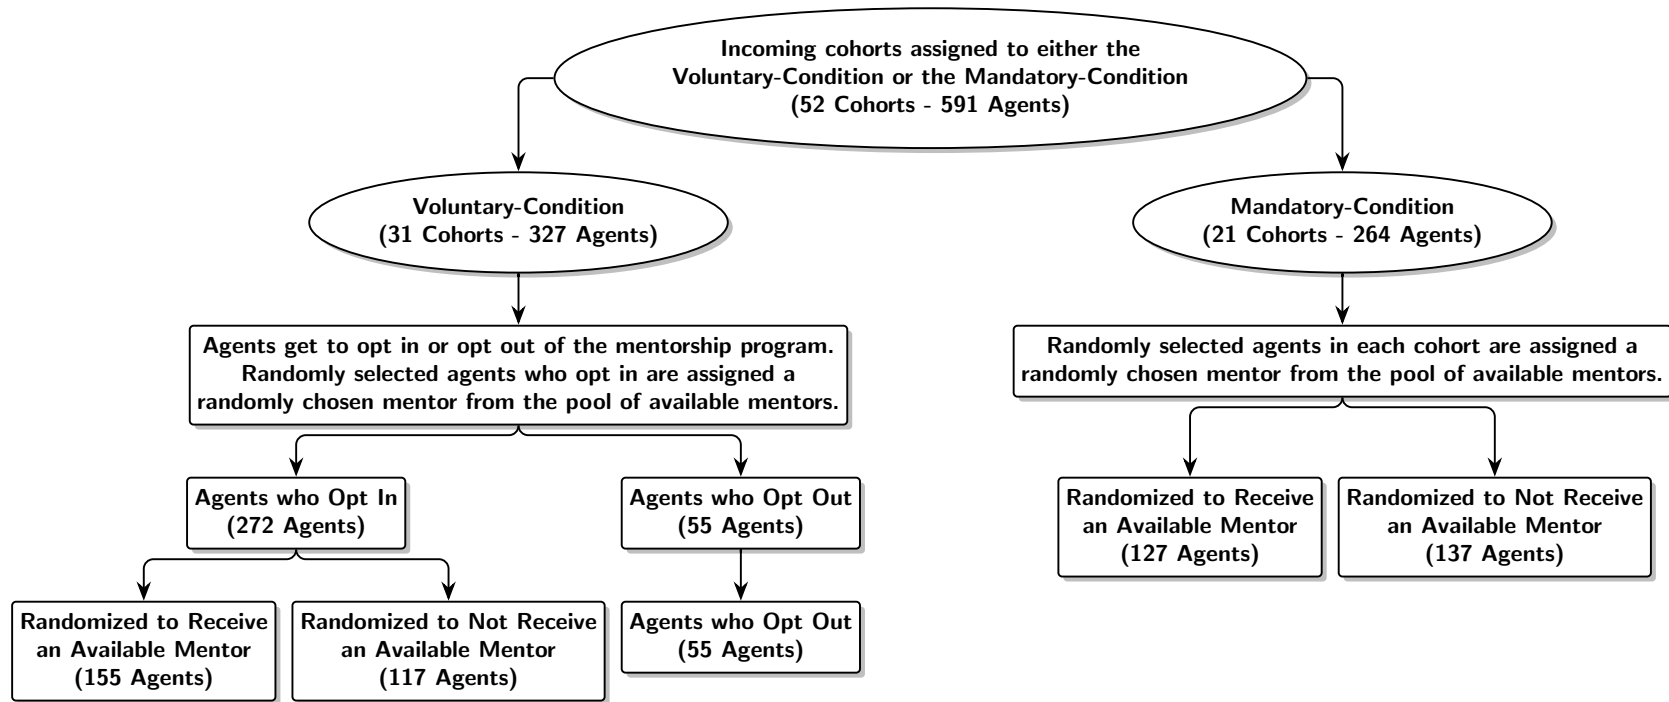 Incoming cohorts assigned to either the
Voluntary-Condition or the Mandatory-Condition
(52 Cohorts - 591 Agents)
Voluntary-Condition
(31 Cohorts - 327 Agents)
Mandatory-Condition
(21 Cohorts - 264 Agents)
Agents get to opt in or opt out of the mentorship program.
Randomly selected agents who opt in are assigned a
randomly chosen mentor from the pool of available mentors.
Randomly selected agents in each cohort are assigned a
randomly chosen mentor from the pool of available mentors.
Agents who Opt In
(272 Agents)
Agents who Opt Out
(55 Agents)
Randomized to Receive
an Available Mentor
(127 Agents)
Randomized to Not Receive
an Available Mentor
(137 Agents)
Randomized to Receive
an Available Mentor
(155 Agents)
Randomized to Not Receive
an Available Mentor
(117 Agents)
Agents who Opt Out
(55 Agents)